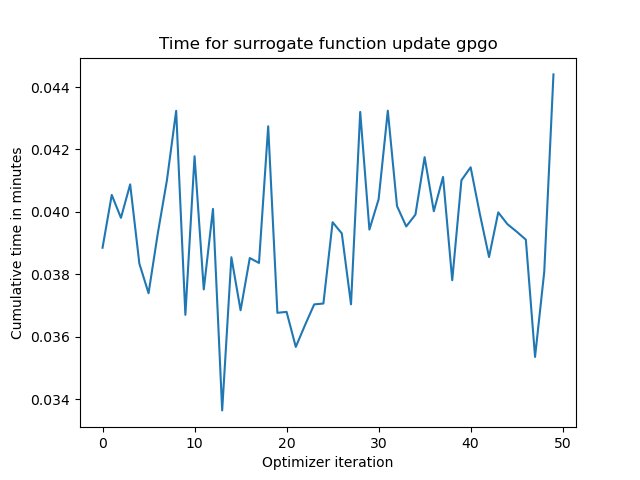 Time for surrogate function update gpgo
Cumulative time in minutes
0.044
0.042
0.040
0.038
0.036
0.034
0 10 20 30 40 50
Optimizer iteration